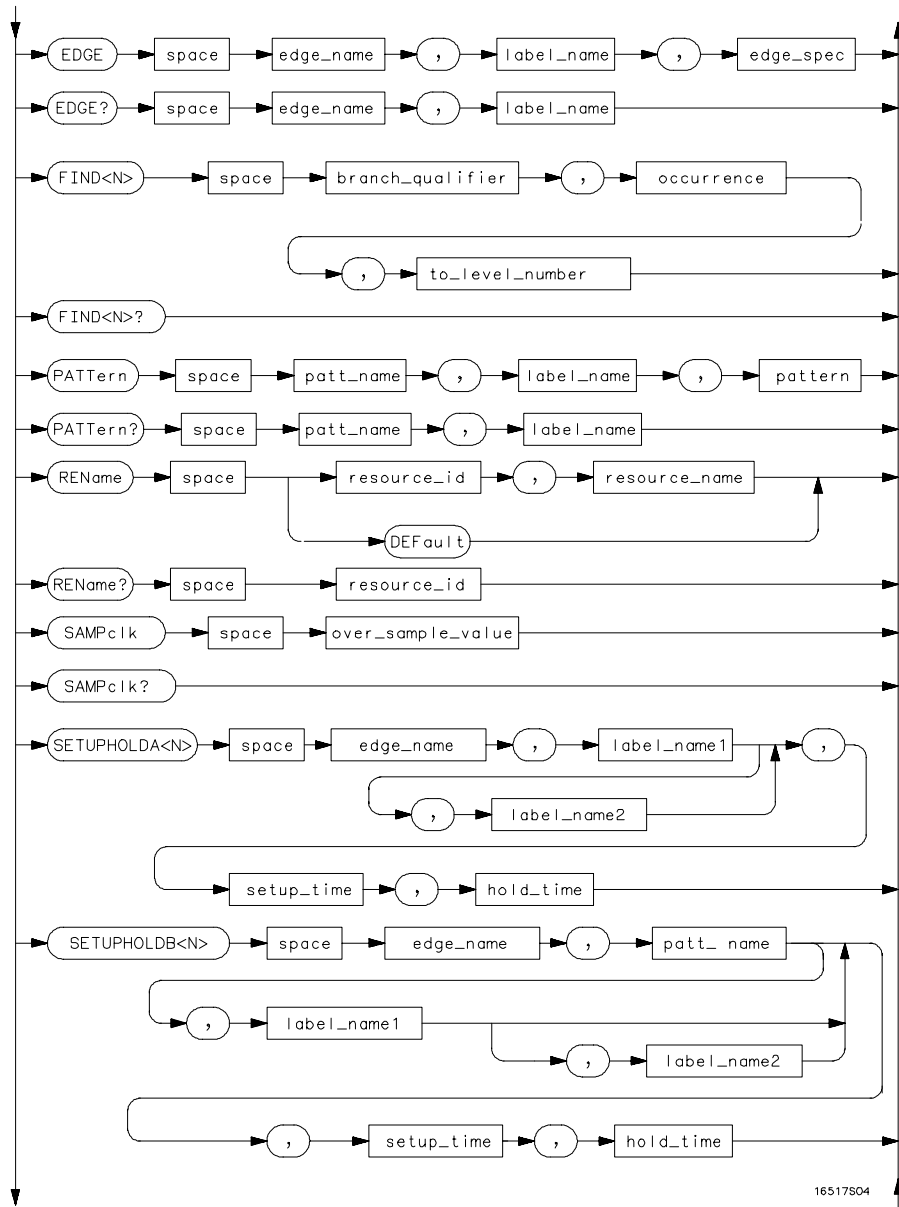 EDGE space edge_name , label_name , edge_spec
EDGE? space edge_name , label_name
FIND<N> space branch_qualifier , occurrence
, to_level_number
FIND<N>?
PATTern space patt_name , label_name , pattern
PATTern? space patt_name , label_name
REName space resource_id , resource_name
DEFault
REName? space resource_id
SAMPclk space over_sample_value
SAMPclk?
SETUPHOLDA<N> space edge_name , label_name1 ,
, label_name2
setup_time , hold_time
SETUPHOLDB<N> space edge_name , patt_ name
, label_name1
, label_name2
, setup_time , hold_time
16517S04